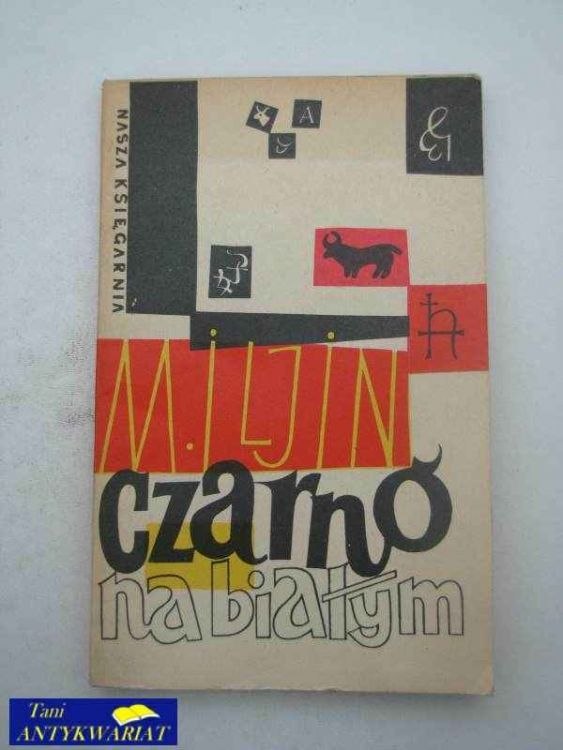 NASZA KSIĘGARNIA
A
M. ILJIN
czarno
na białym
Tani
ANTYKWARIAT